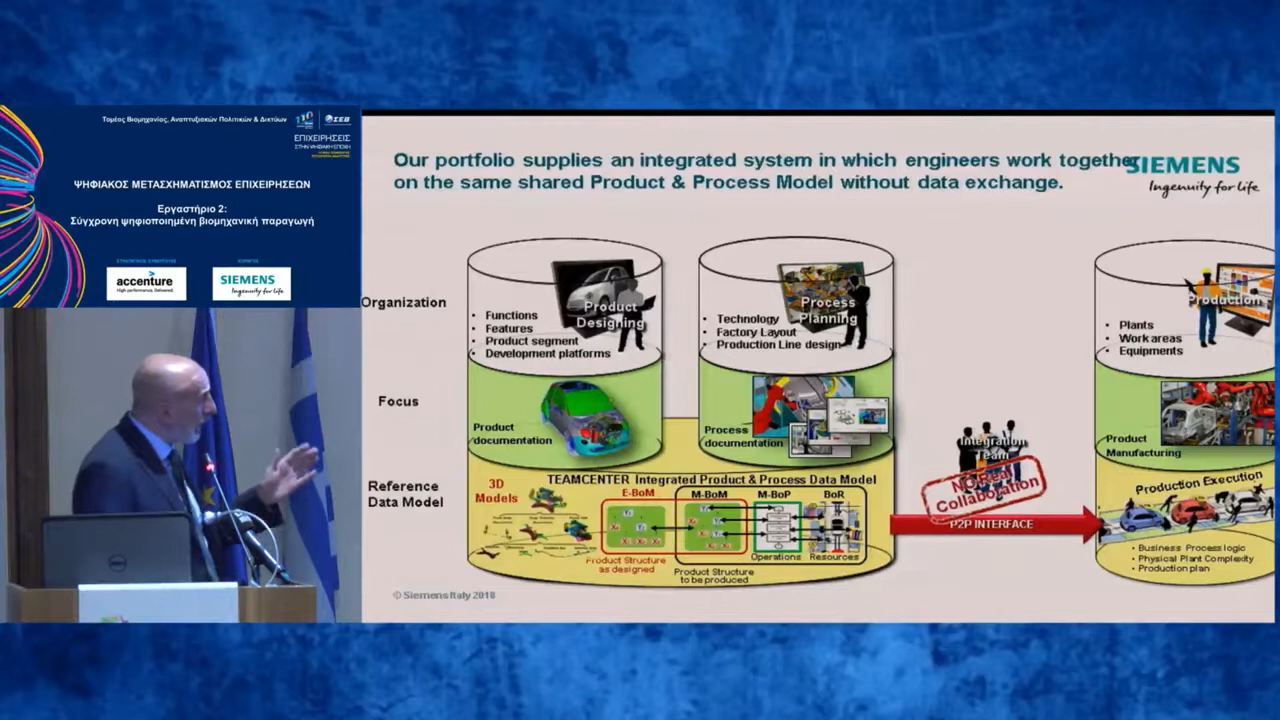 Τομέας Βιομηχανίας, Αναπτυξιακών Πολιτικών & Δικτύων
ΣΕΒ
ΕΠΙΧΕΙΡΗΣΕΙΣ
ΣΤΗΝ ΨΗΦΙΑΚΗ ΕΠΟΧΗ
ΨΗΦΙΑΚΟΣ ΜΕΤΑΣΧΗΜΑΤΙΣΜΟΣ ΕΠΙΧΕΙΡΗΣΕΩΝ
Εργαστήριο 2:
Σύγχρονη ψηφιοποιημένη βιομηχανική παραγωγή
accenture
High performance. Delivered.
SIEMENS
Ingenuity for life
DELL
Our portfolio supplies an integrated system in which engineers work together
on the same shared Product & Process Model without data exchange.
SIEMENS
Ingenuity for life
Organization
Product
Designing
• Functions
• Features
• Product segment
• Development platforms
Process
Planning
• Technology
• Factory Layout
• Production Line design
Production
• Plants
• Work areas
• Equipments
Focus
Product
documentation
Process
documentation
Product
Manufacturing
Reference
Data Model
TEAMCENTER Integrated Product & Process Data Model
3D
Models
E-BoM
M-BoM
M-BoP
BoR
Operations
Resources
Product Structure
as designed
Product Structure
to be produced
Integration
Team
NO Real
Collaboration
P2P INTERFACE
Production Execution
• Business Process logic
• Physical Plant Complexity
• Production plan
© Siemens Italy 2018